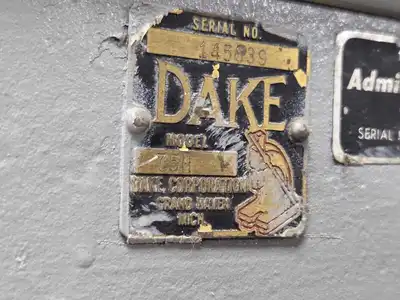 SERIAL NO.
DAKE
MODEL
DAKE CORPORATION
GRAND HAVEN
MICH.
Admi
SERIAL